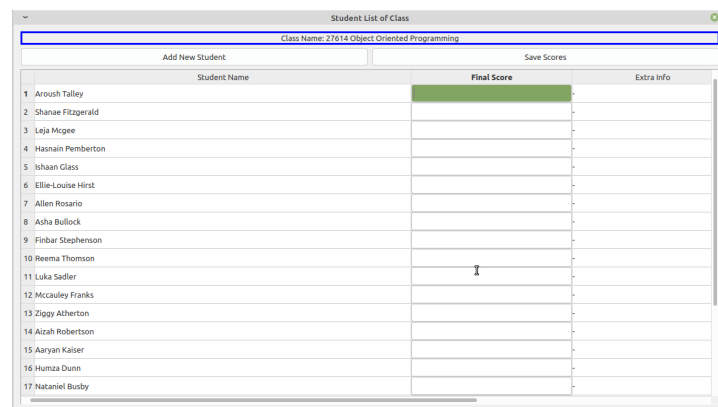 Student List of Class
Class Name: 27614 Object Oriented Programming
Add New Student Save Scores
Student Name Final Score Extra Info
1 Aroush Talley -
2 Shanae Fitzgerald -
3 Leja Mcgee -
4 Hasnain Pemberton -
5 Ishaan Glass -
6 Ellie-Louise Hirst -
7 Allen Rosario -
8 Asha Bullock -
9 Finbar Stephenson -
10 Reema Thomson -
11 Luka Sadler -
12 Mccauley Franks -
13 Ziggy Atherton -
14 Aizah Robertson -
15 Aaryan Kaiser -
16 Humza Dunn -
17 Nataniel Busby -